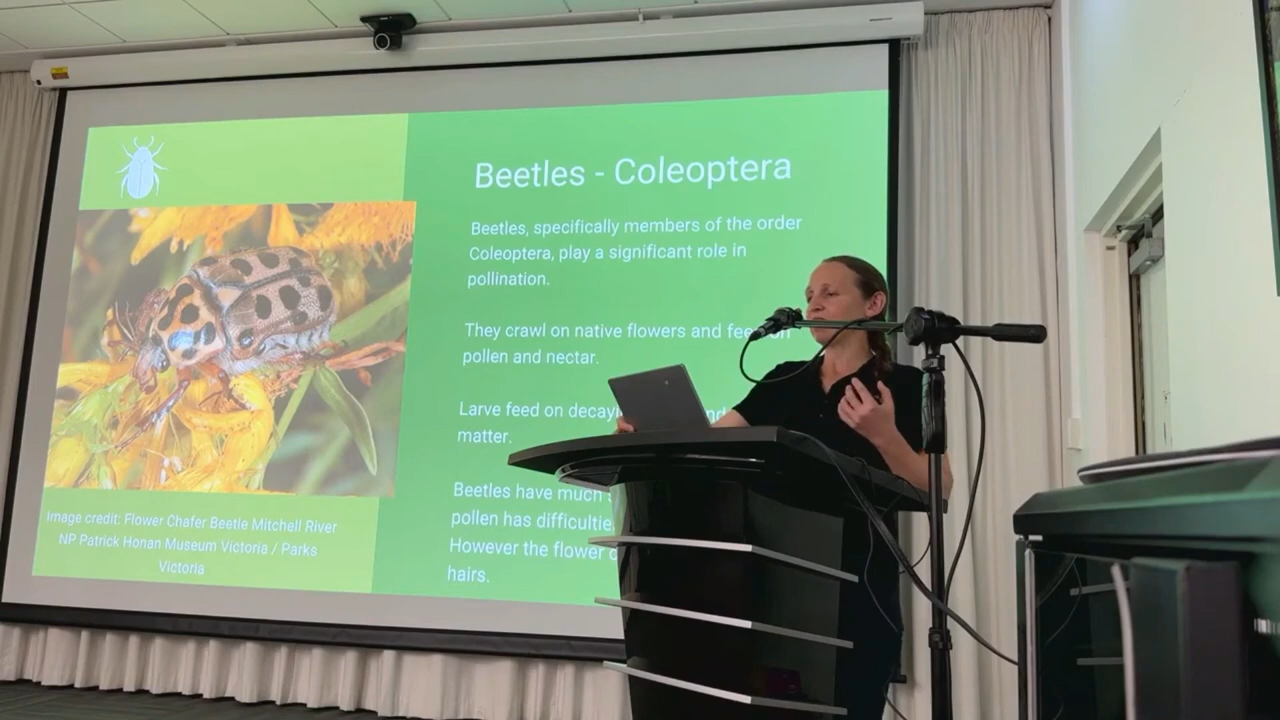 Beetles - Coleoptera
Beetles, specifically members of the order
Coleoptera, play a significant role in
pollination.
They crawl on native flowers and feed on
pollen and nectar.
Larve feed on
matter.
Beetles have much
pollen has
However the flower
hairs.
Image credit: Flower Chafer Beetle Mitchell River
NP Patrick Honan Museum Victoria / Parks
Victoria